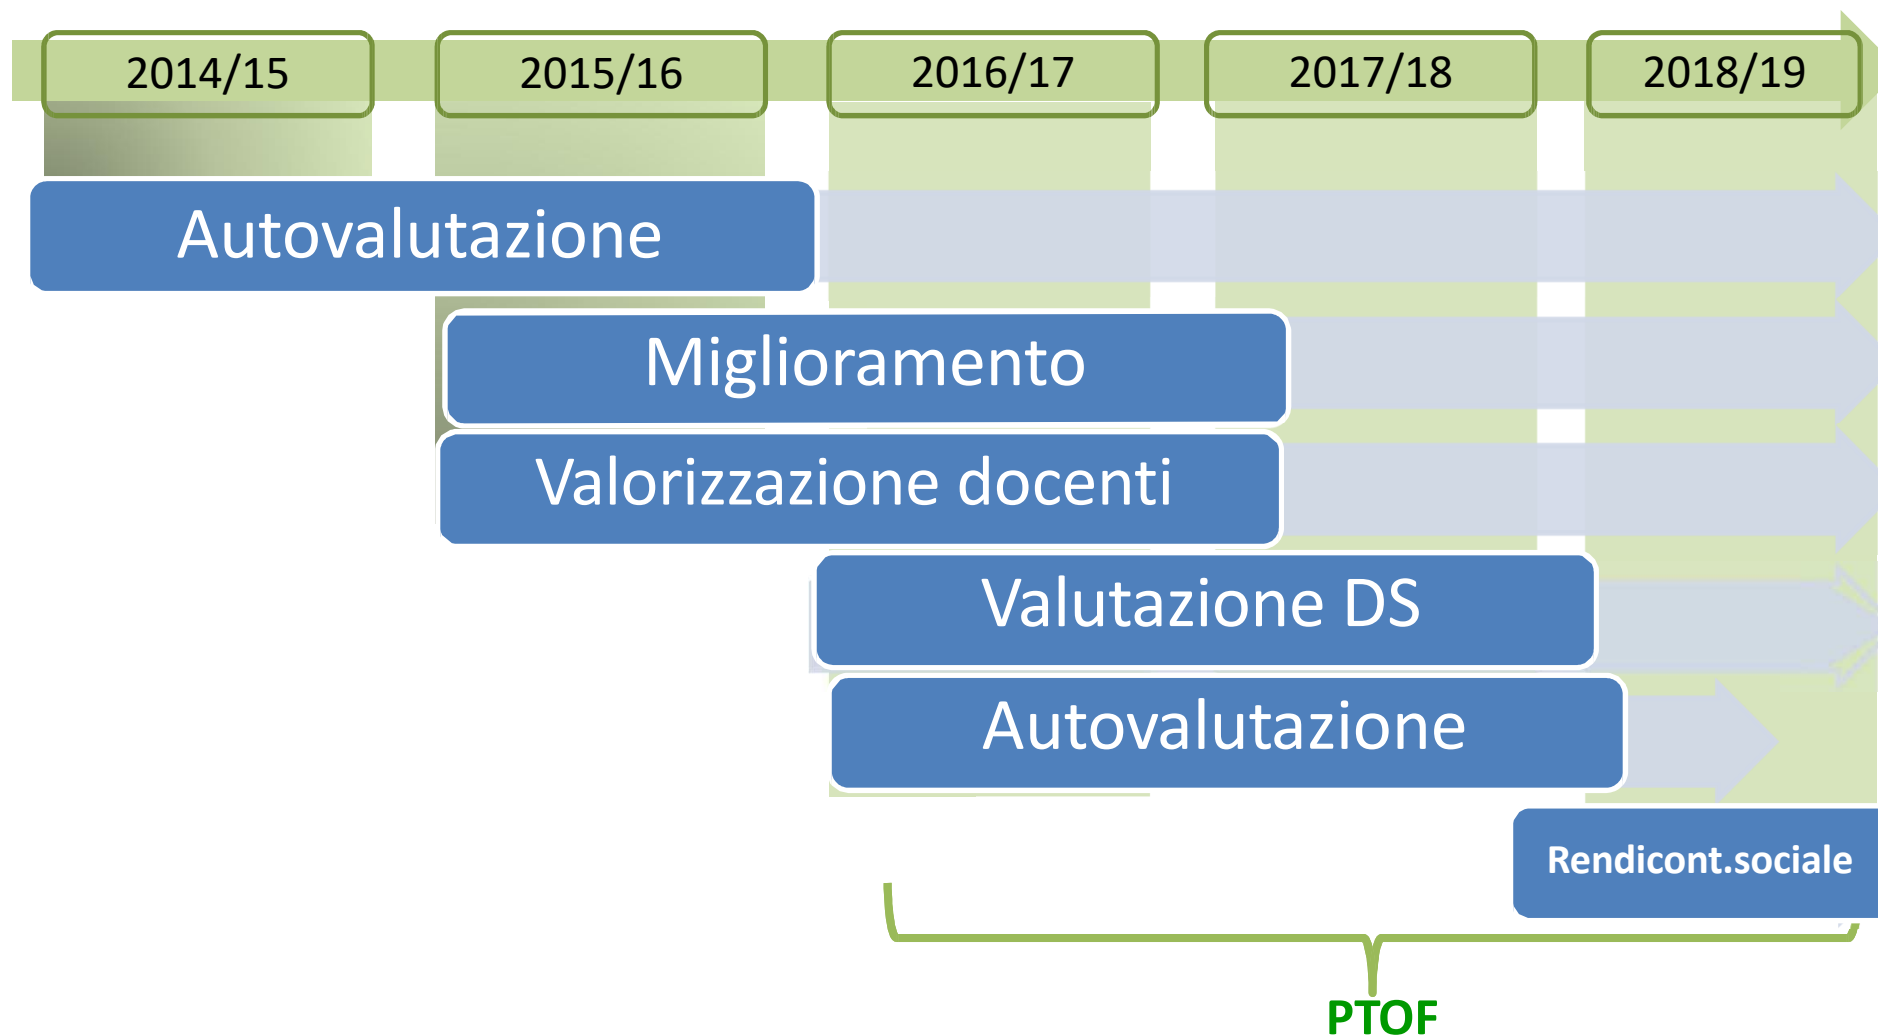 2014/15 2015/16 2016/17 2017/18 2018/19
Autovalutazione
Miglioramento
Valorizzazione docenti
Valutazione DS
Autovalutazione
Rendicont.sociale
PTOF